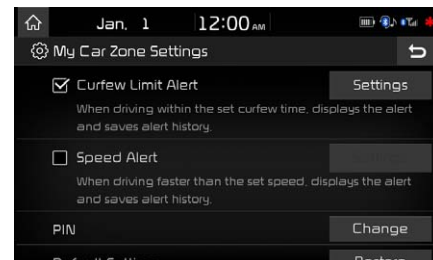 Jan. 1 12:00 AM
My Car Zone Settings
Curfew Limit Alert Settings
When driving within the set curfew time, displays the alert
and saves alert history.
Speed Alert
When driving faster than the set speed, displays the alert
and saves alert history.
PIN Change